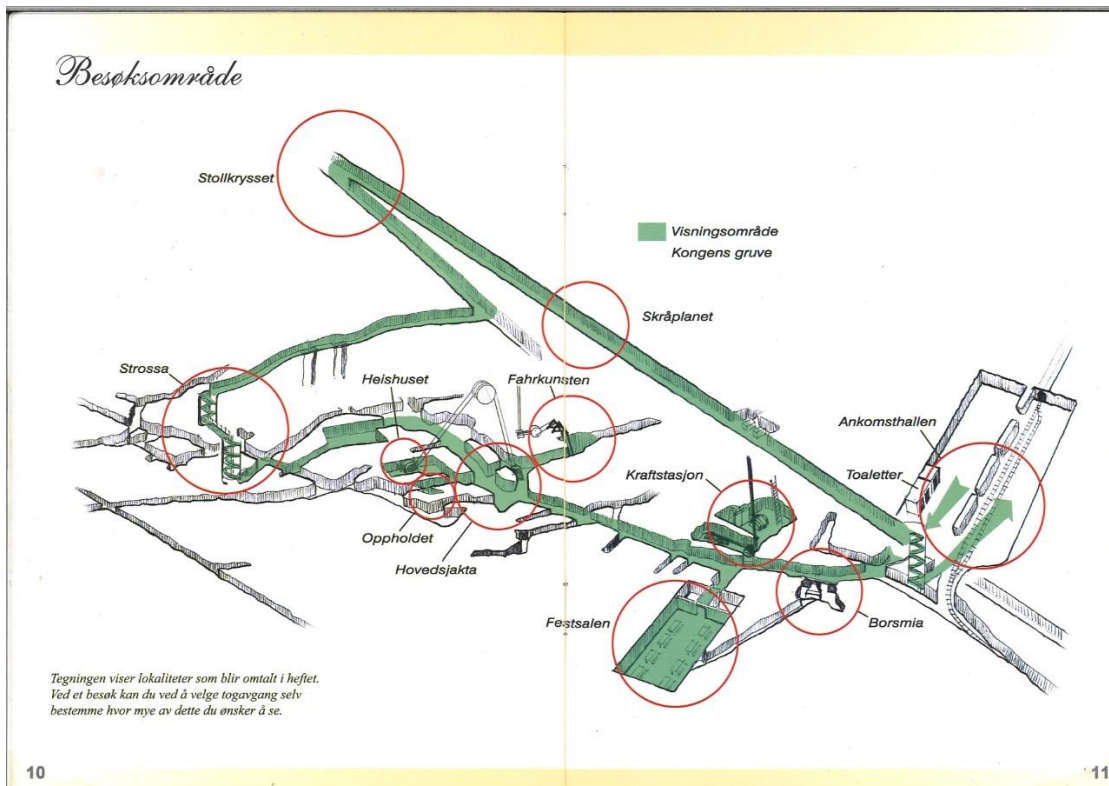 Besøksområde
Stollkrysset
Visningsområde
Kongens gruve
Skråplanet
Strossa
Heishuset
Fahrkunsten
Ankomsthallen
Toaletter
Kraftstasjon
Oppholdet
Hovedsjakta
Festsalen
Borsmia
Tegningen viser lokaliteter som blir omtalt i heftet.
Ved et besøk kan du ved å velge togavgang selv
bestemme hvor mye av dette du ønsker å se.
10
11